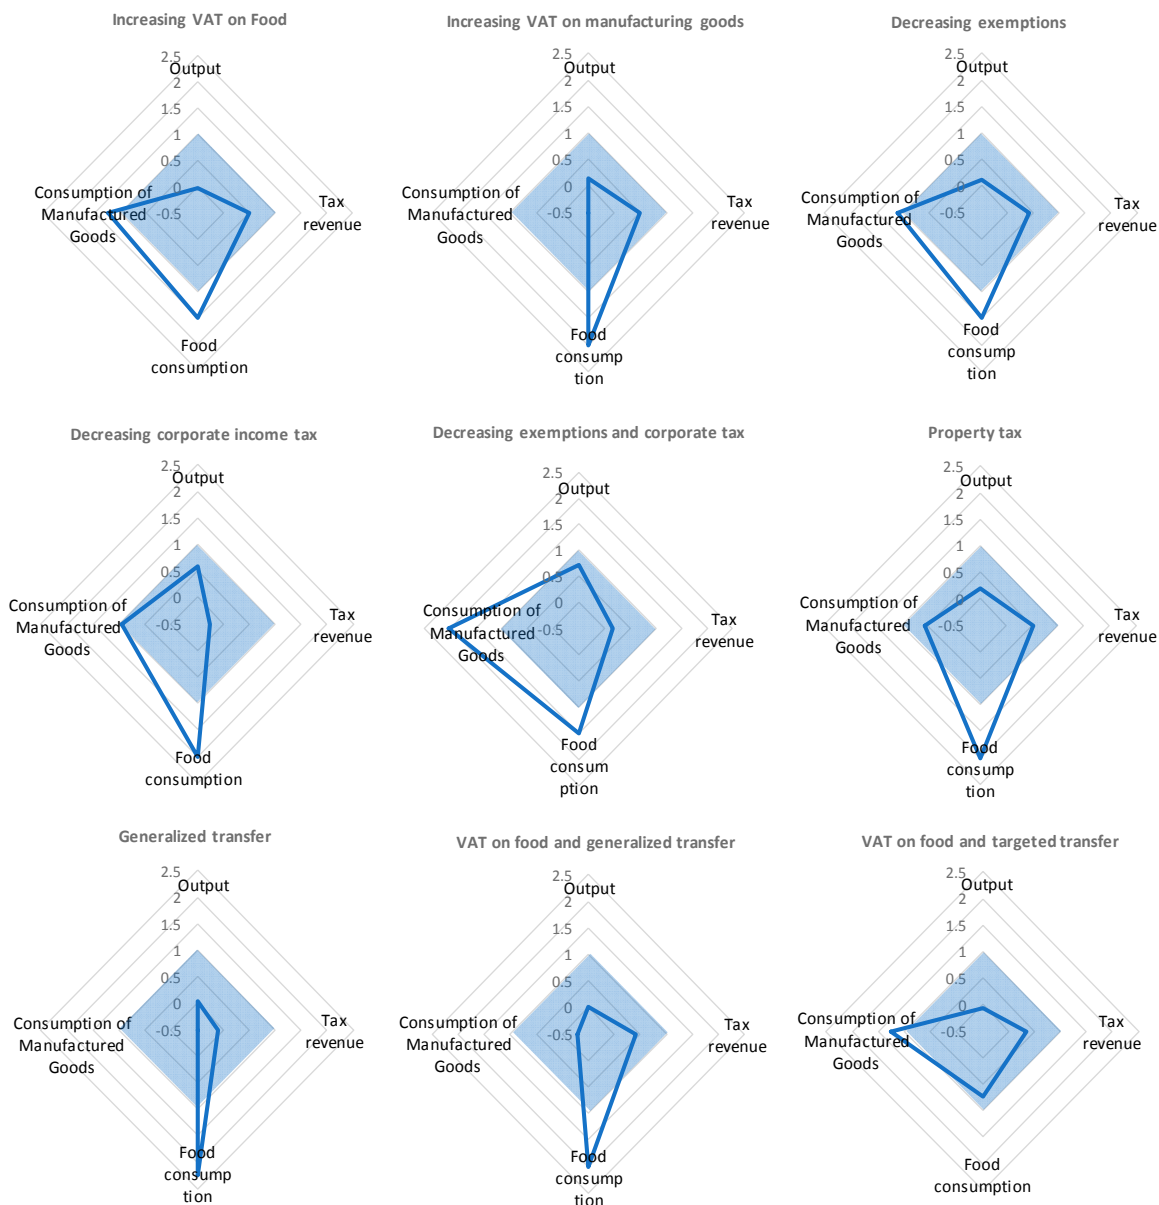 Increasing VAT on Food
2.5
Output
2
1.5
1
0.5
0
-0.5
Consumption of
Manufactured
Goods
Tax
revenue
Food
consumption
Increasing VAT on manufacturing goods
2.5
Output
2
1.5
1
0.5
0
-0.5
Consumption of
Manufactured
Goods
Tax
revenue
Food
consump
tion
Decreasing exemptions
2.5
Output
2
1.5
1
0.5
0
-0.5
Consumption of
Manufactured
Goods
Tax
revenue
Food
consump
tion
Decreasing corporate income tax
2.5
Output
2
1.5
1
0.5
0
-0.5
Consumption of
Manufactured
Goods
Tax
revenue
Food
consumption
Decreasing exemptions and corporate tax
2.5
Output
2
1.5
1
0.5
0
-0.5
Consumption of
Manufactured
Goods
Tax
revenue
Food
consum
ption
Property tax
2.5
Output
2
1.5
1
0.5
0
-0.5
Consumption of
Manufactured
Goods
Tax
revenue
Food
consump
tion
Generalized transfer
2.5
Output
2
1.5
1
0.5
0
-0.5
Consumption of
Manufactured
Goods
Tax
revenue
Food
consump
tion
VAT on food and generalized transfer
2.5
Output
2
1.5
1
0.5
0
-0.5
Consumption of
Manufactured
Goods
Tax
revenue
Food
consump
tion
VAT on food and targeted transfer
2.5
Output
2
1.5
1
0.5
0
-0.5
Consumption of
Manufactured
Goods
Tax
revenue
Food
consumption